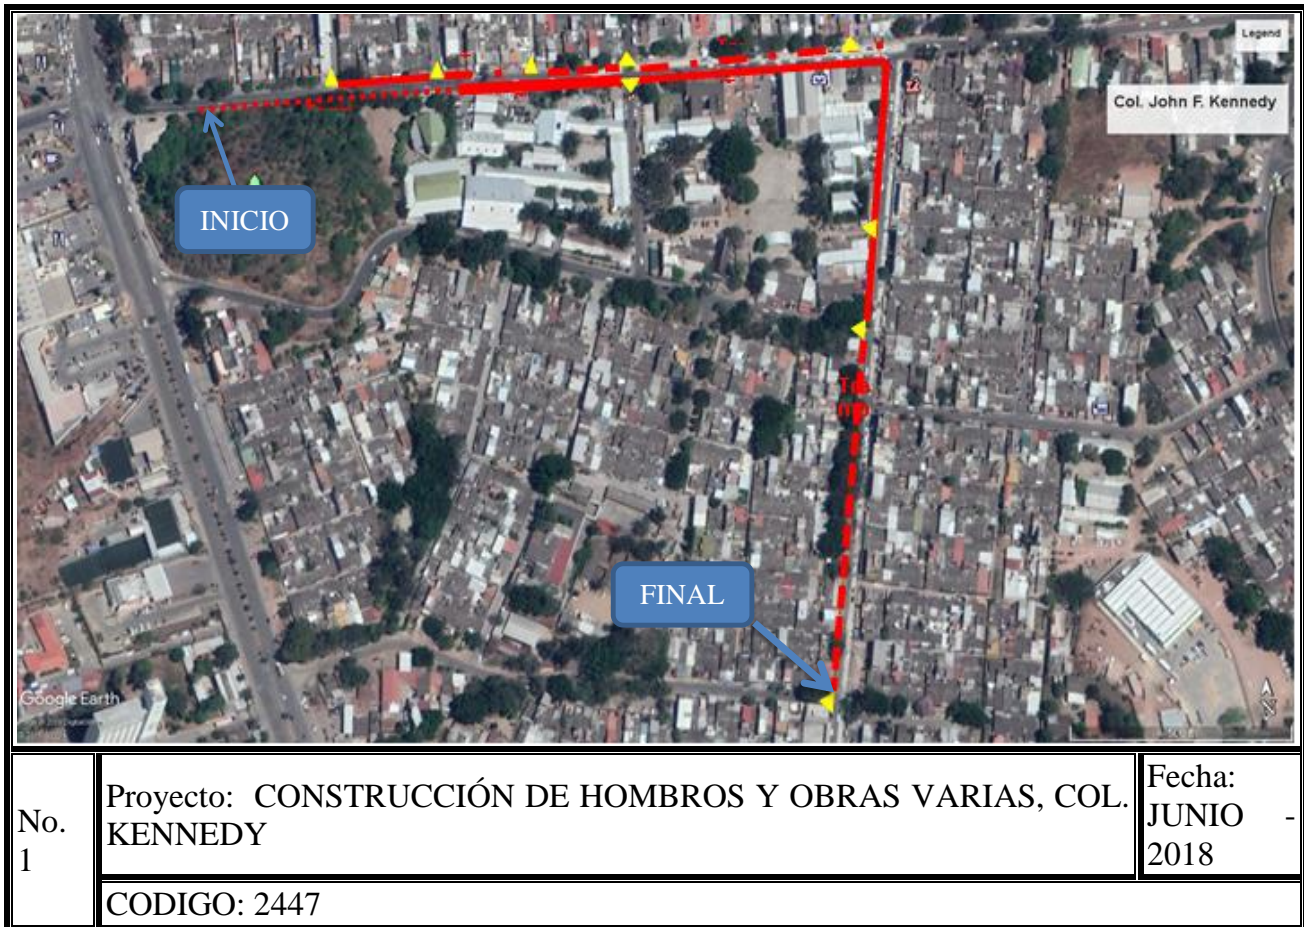 Legend
Col. John F. Kennedy
INICIO
FINAL
Google Earth
No.
1
Proyecto: CONSTRUCCIÓN DE HOMBROS Y OBRAS VARIAS, COL.
KENNEDY
Fecha:
JUNIO -
2018
CODIGO: 2447